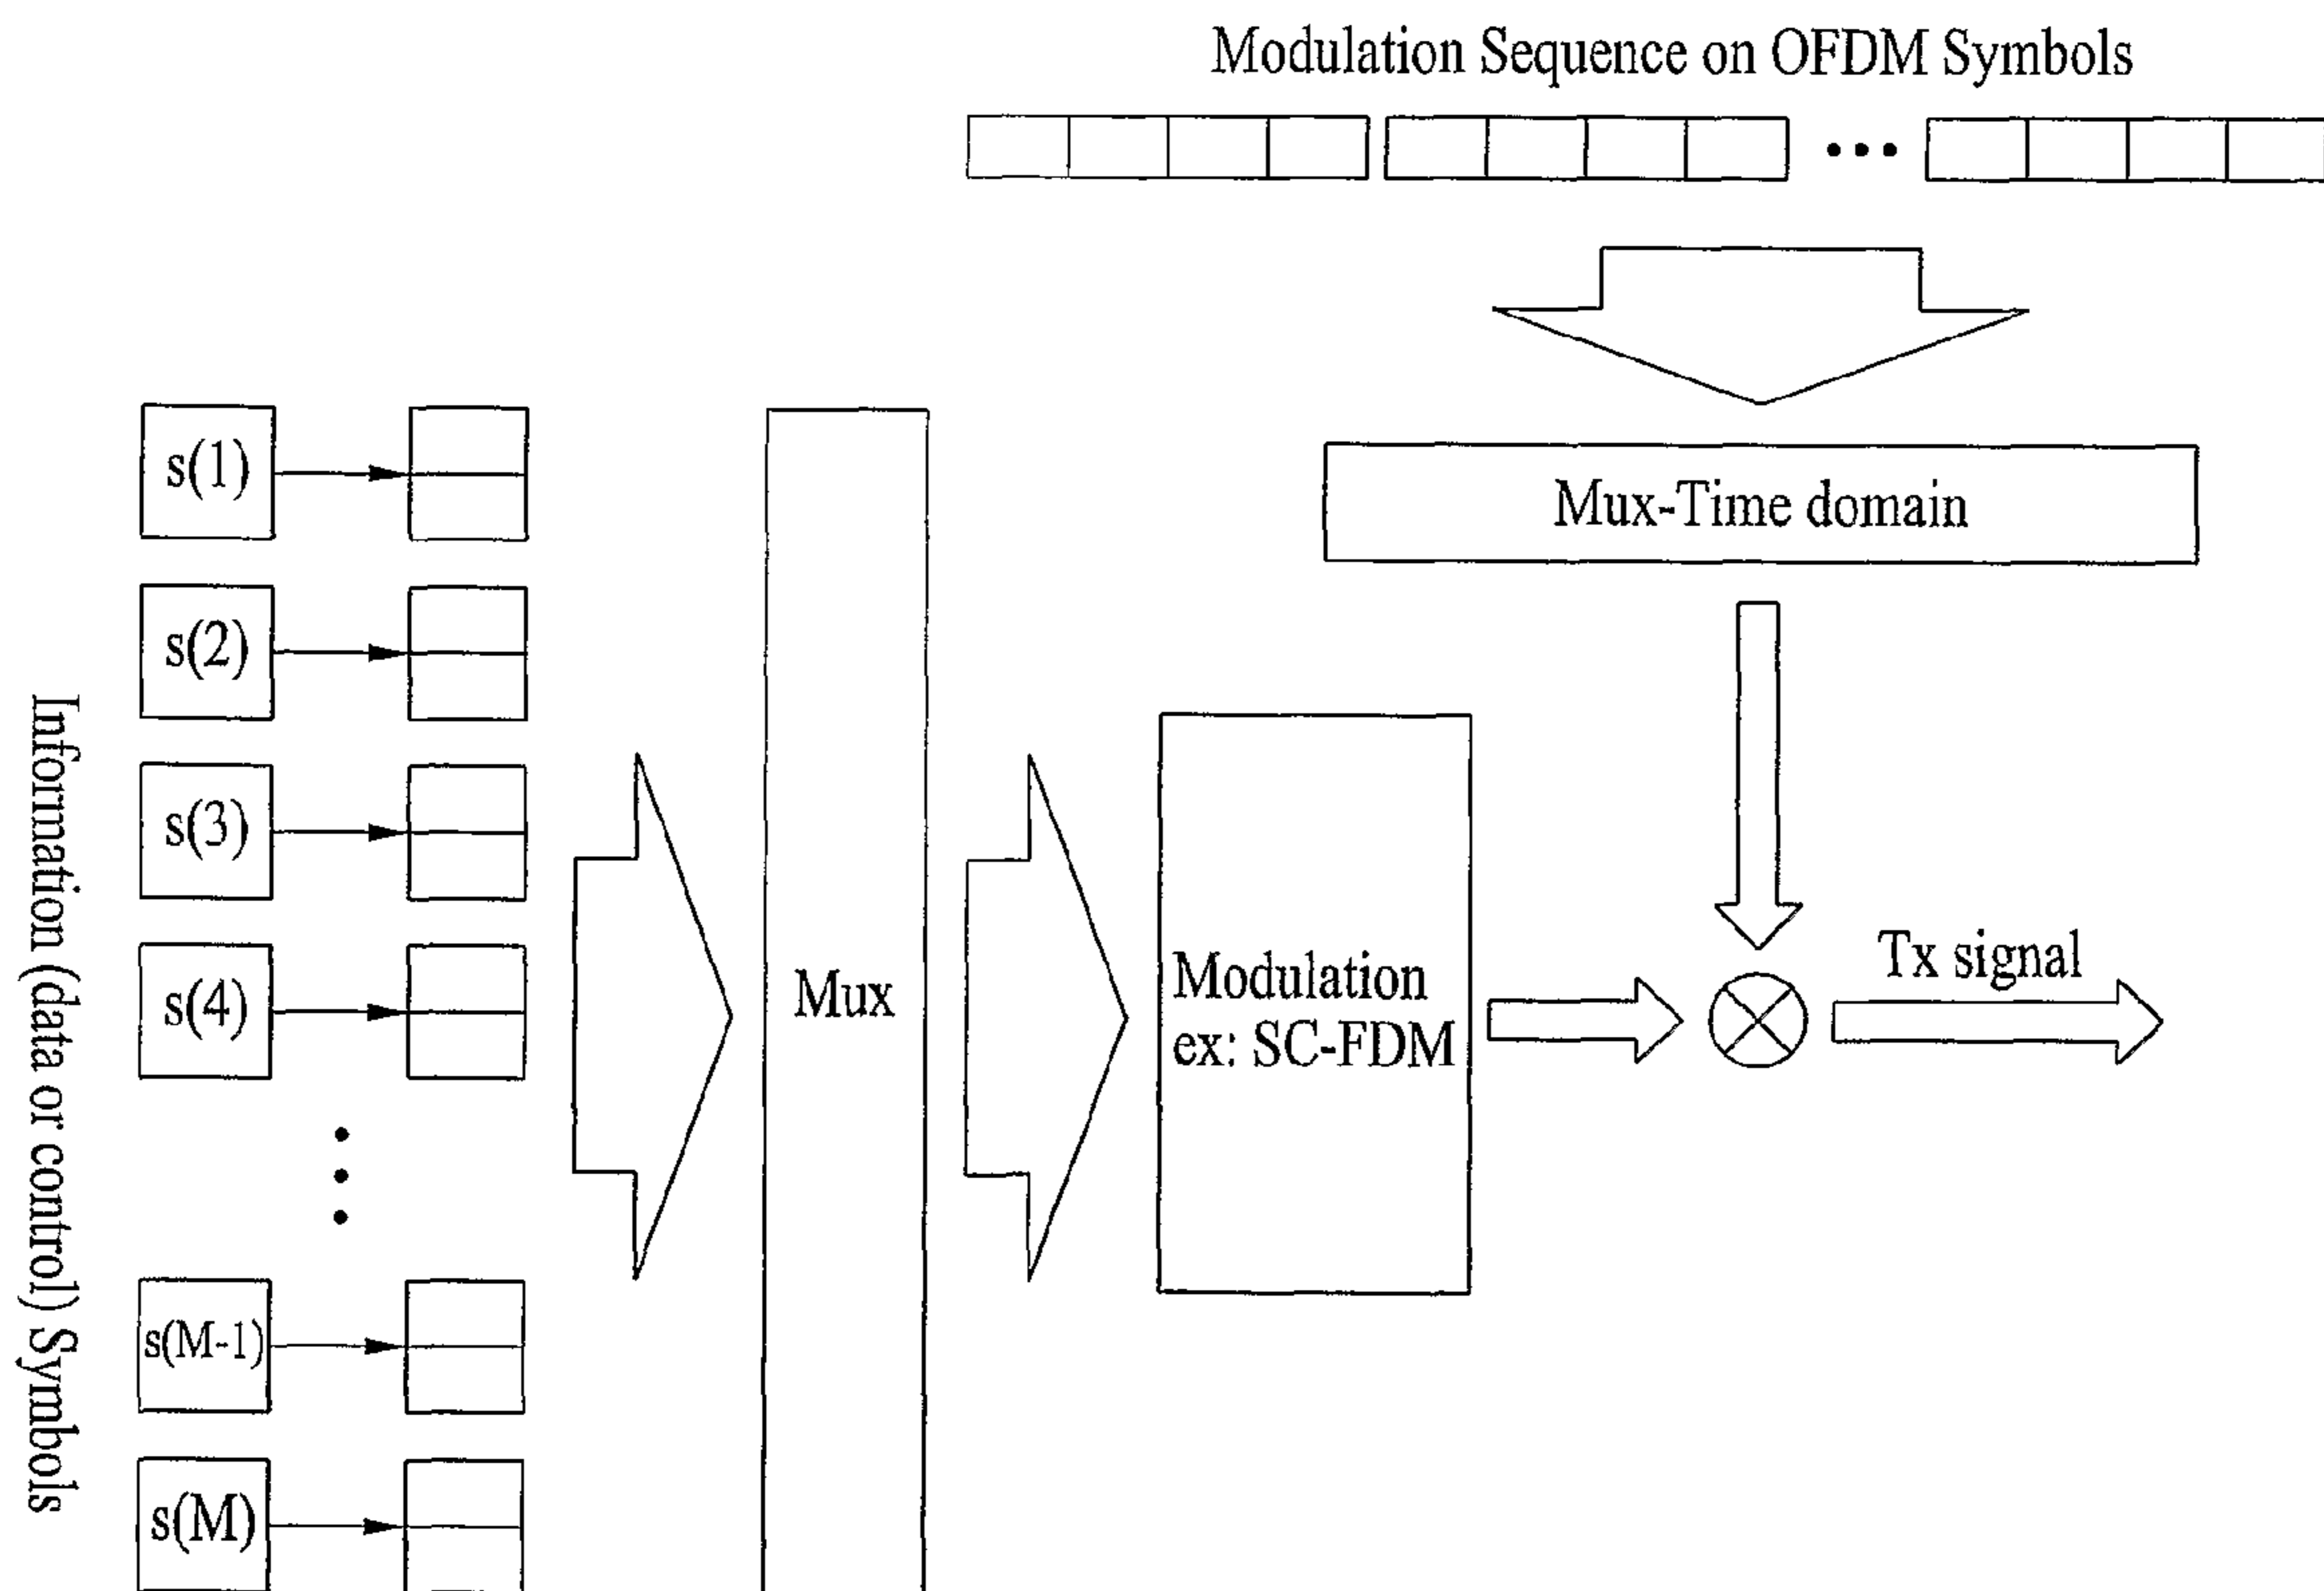 Modulation Sequence on OFDM Symbols
Mux-Time domain
Information (data or control) Symbols
s(1)
s(2)
s(3)
s(4)
s(M-1)
s(M)
Mux
Modulation
ex: SC-FDM
Tx signal